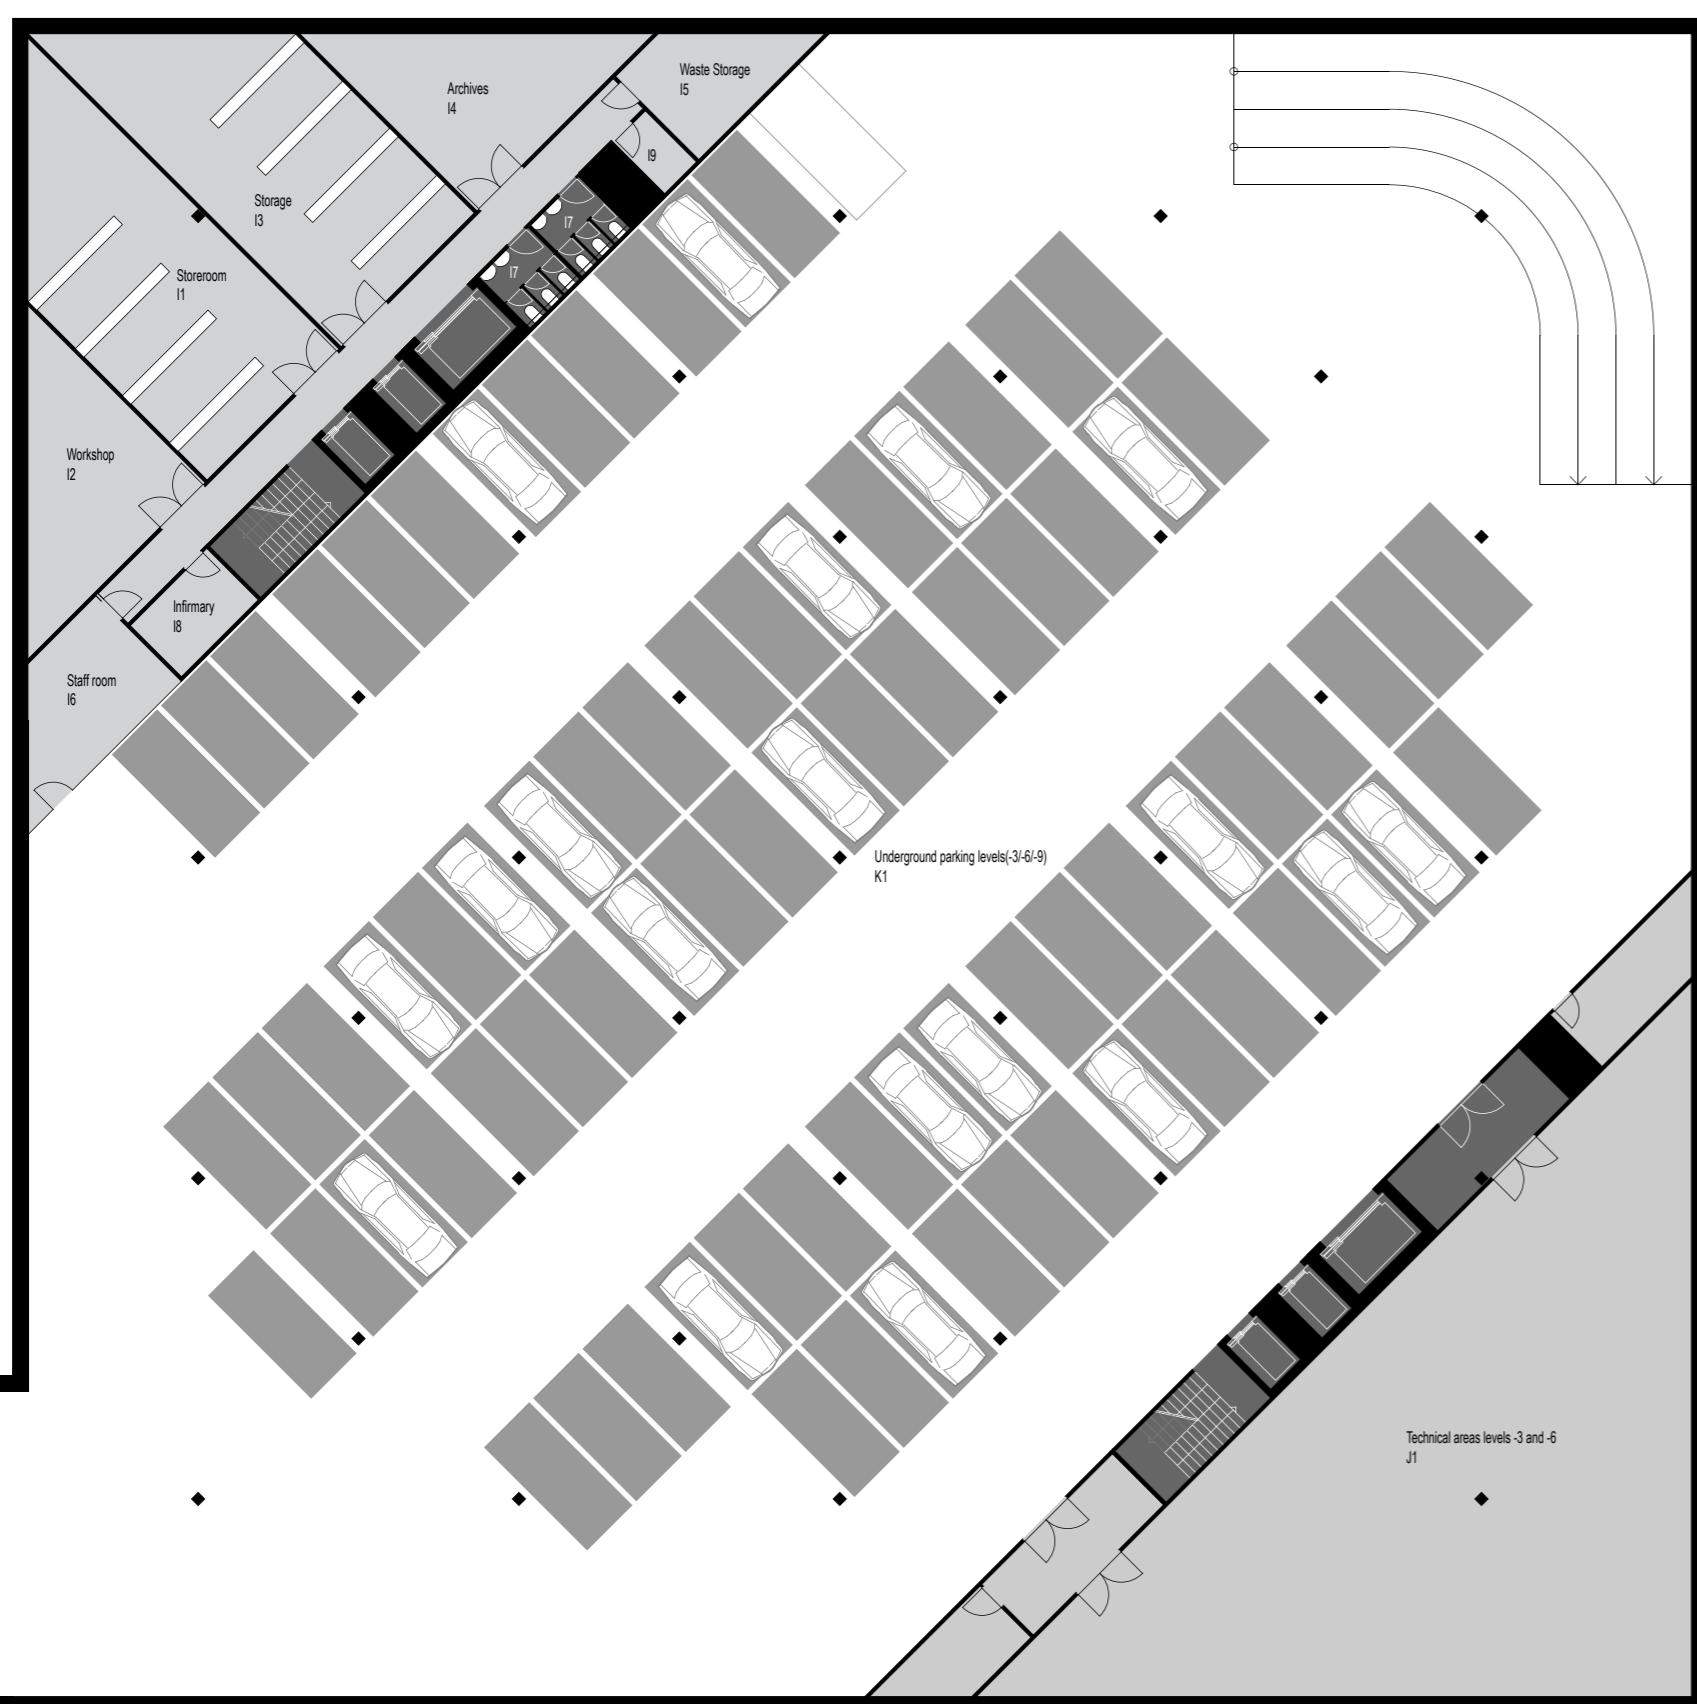 Waste Storage
I5
Archives
I4
I9
Storage
I3
I7
I7
Storeroom
I1
Workshop
I2
Infirmary
I8
Staff room
I6
Underground parking levels(-3/-6/-9)
K1
Technical areas levels -3 and -6
J1